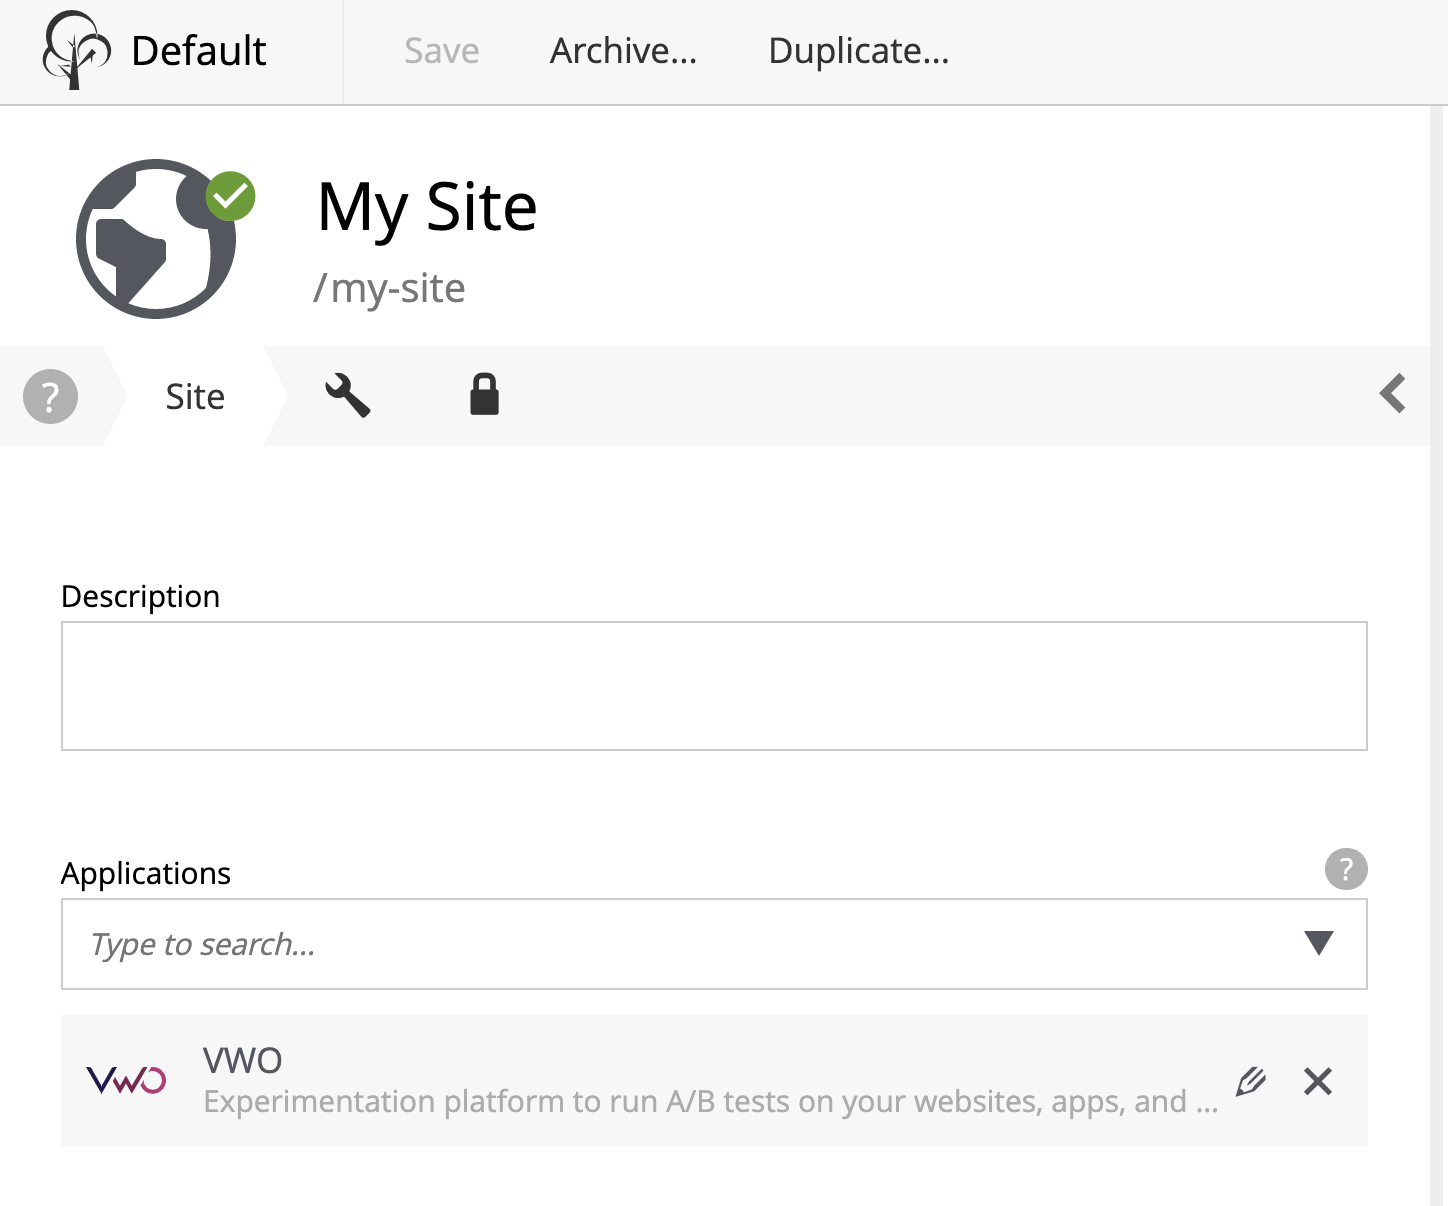 Default
Save
Archive...
Duplicate...
My Site
/my-site
?
Site
Description
Applications
?
Type to search...
VWO
VWO
Experimentation platform to run A/B tests on your websites, apps, and ...